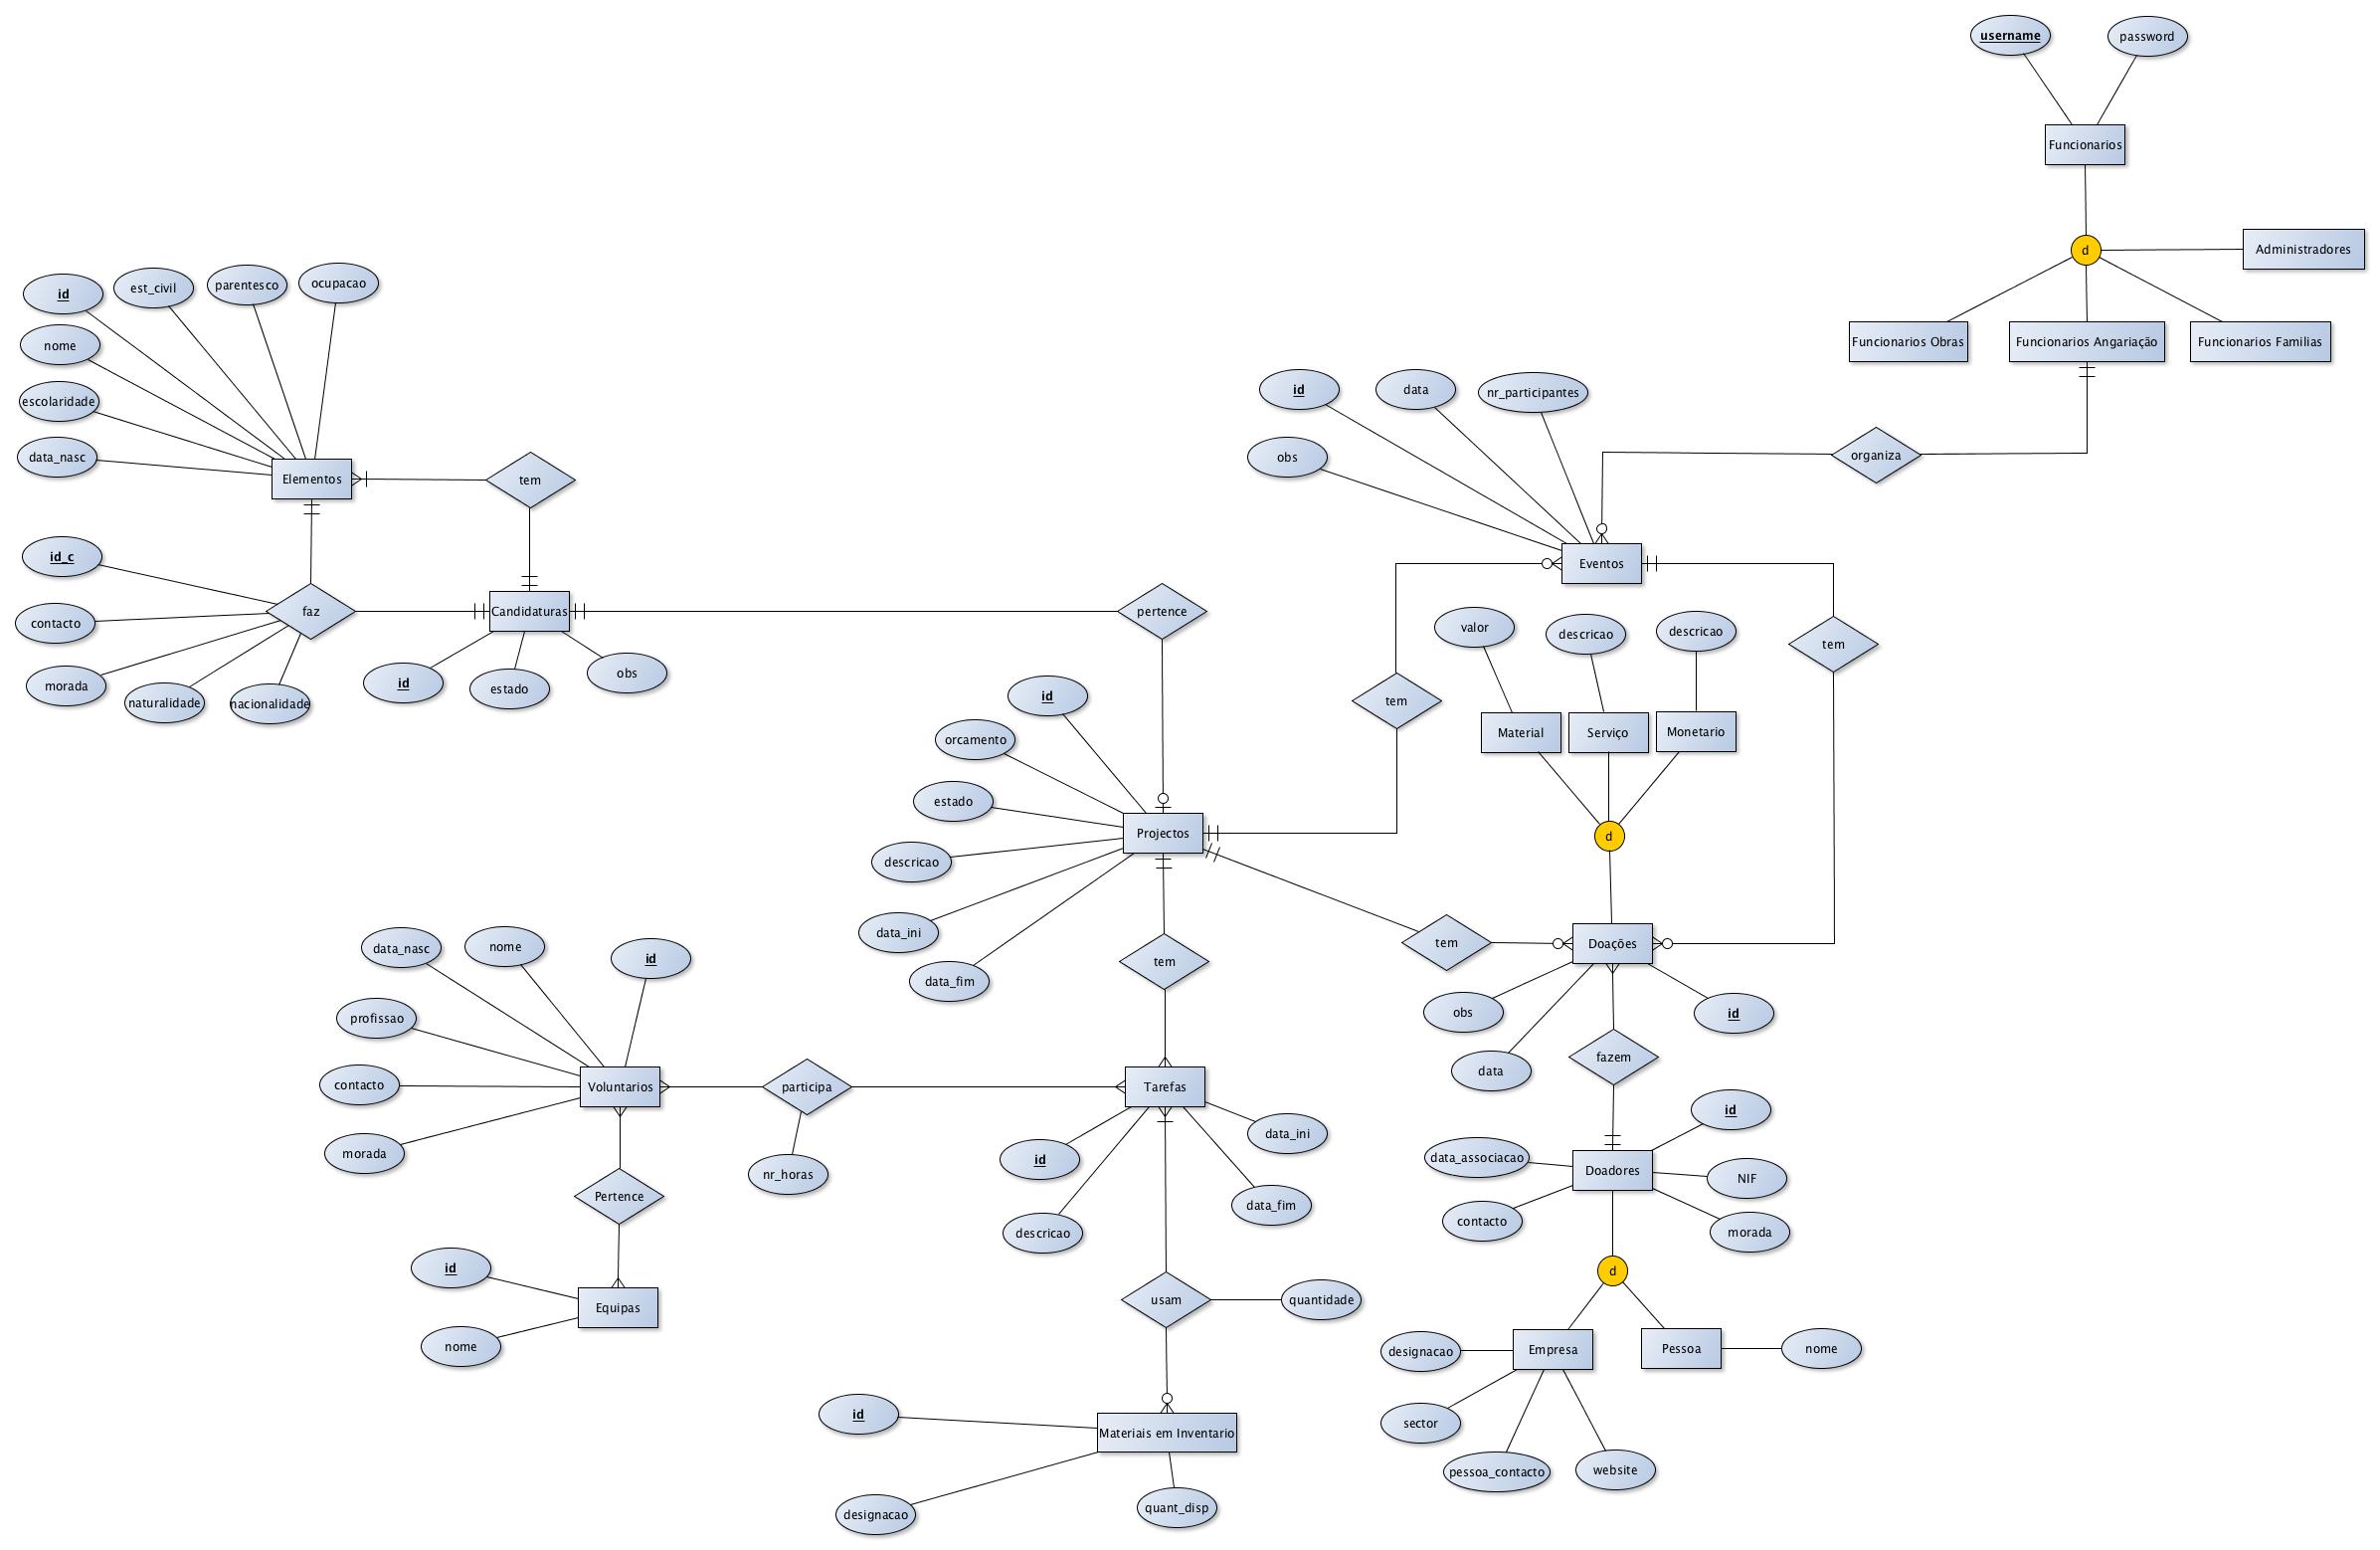 username
password
Funcionarios
d
Administradores
Funcionarios Obras
Funcionarios Angariação
Funcionarios Familias
id
est_civil
parentesco
ocupacao
nome
escolaridade
data_nasc
Elementos
tem
id
data
nr_participantes
obs
organiza
Eventos
id_c
contacto
morada
naturalidade
nacionalidade
faz
Candidaturas
id
estado
obs
pertence
tem
tem
valor
descricao
descricao
Material
Serviço
Monetario
d
id
orcamento
estado
descricao
data_ini
data_fim
Projectos
tem
tem
Doações
obs
data
id
fazem
data_nasc
nome
id
profissao
contacto
morada
Voluntarios
participa
nr_horas
Tarefas
id
descricao
data_ini
data_fim
Pertence
id
nome
Equipas
usam
quantidade
id
designacao
quant_disp
Materiais em Inventario
Doadores
data_associacao
contacto
id
NIF
morada
d
Empresa
Pessoa
nome
designacao
sector
pessoa_contacto
website